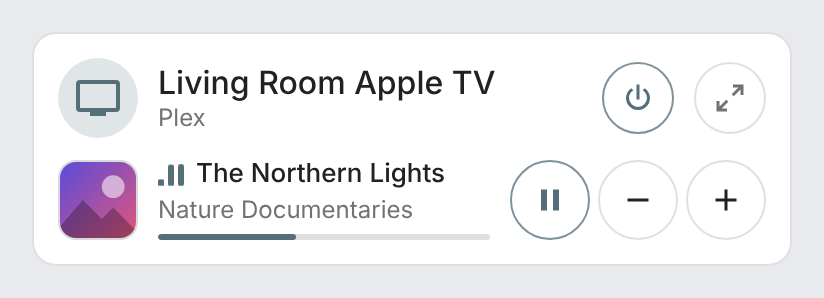 Living Room Apple TV
Plex
The Northern Lights
Nature Documentaries